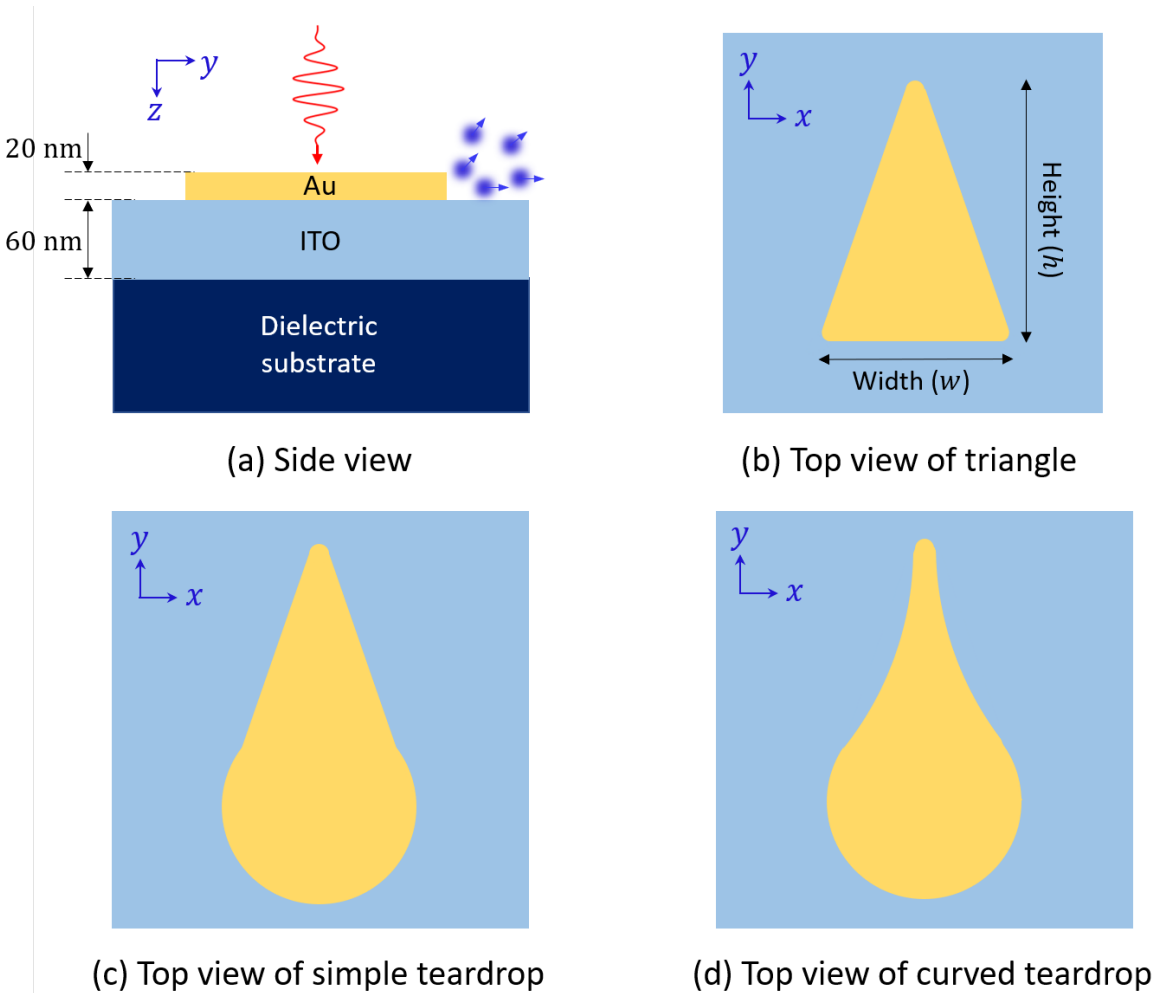 y
z
20 nm
Au
60 nm
ITO
Dielectric
substrate
(a) Side view
y
x
Height (h)
Width (w)
(b) Top view of triangle
y
x
(c) Top view of simple teardrop
y
x
(d) Top view of curved teardrop